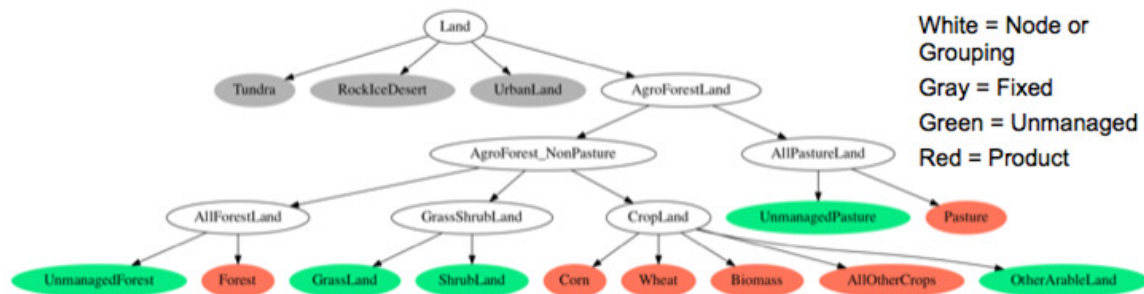 Land
White = Node or
Grouping
Gray = Fixed
Green = Unmanaged
Red = Product
Tundra RockIceDesert UrbanLand AgroForestLand
AgroForest_NonPasture AllPastureLand
AllForestLand GrassShrubLand CropLand UnmanagedPasture Pasture
UnmanagedForest Forest GrassLand ShrubLand Corn Wheat Biomass AllOtherCrops OtherArableLand